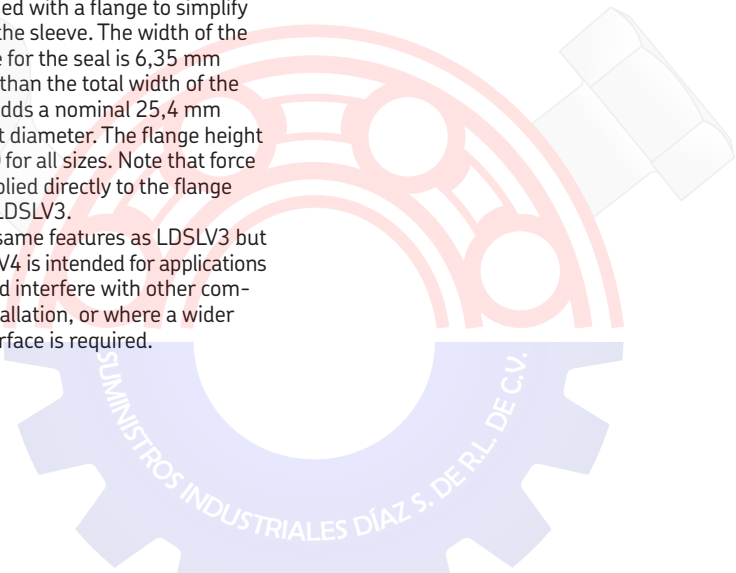 ed with a flange to simplify
the sleeve. The width of the
e for the seal is 6,35 mm
than the total width of the
adds a nominal 25,4 mm
t diameter. The flange height
for all sizes. Note that force
plied directly to the flange
LDSLV3.
same features as LDSLV3 but
V4 is intended for applications
d interfere with other com-
allation, or where a wider
rface is required.
SUMINISTROS INDUSTRIALES DÍAZ S. DE R.L. DE C.V.